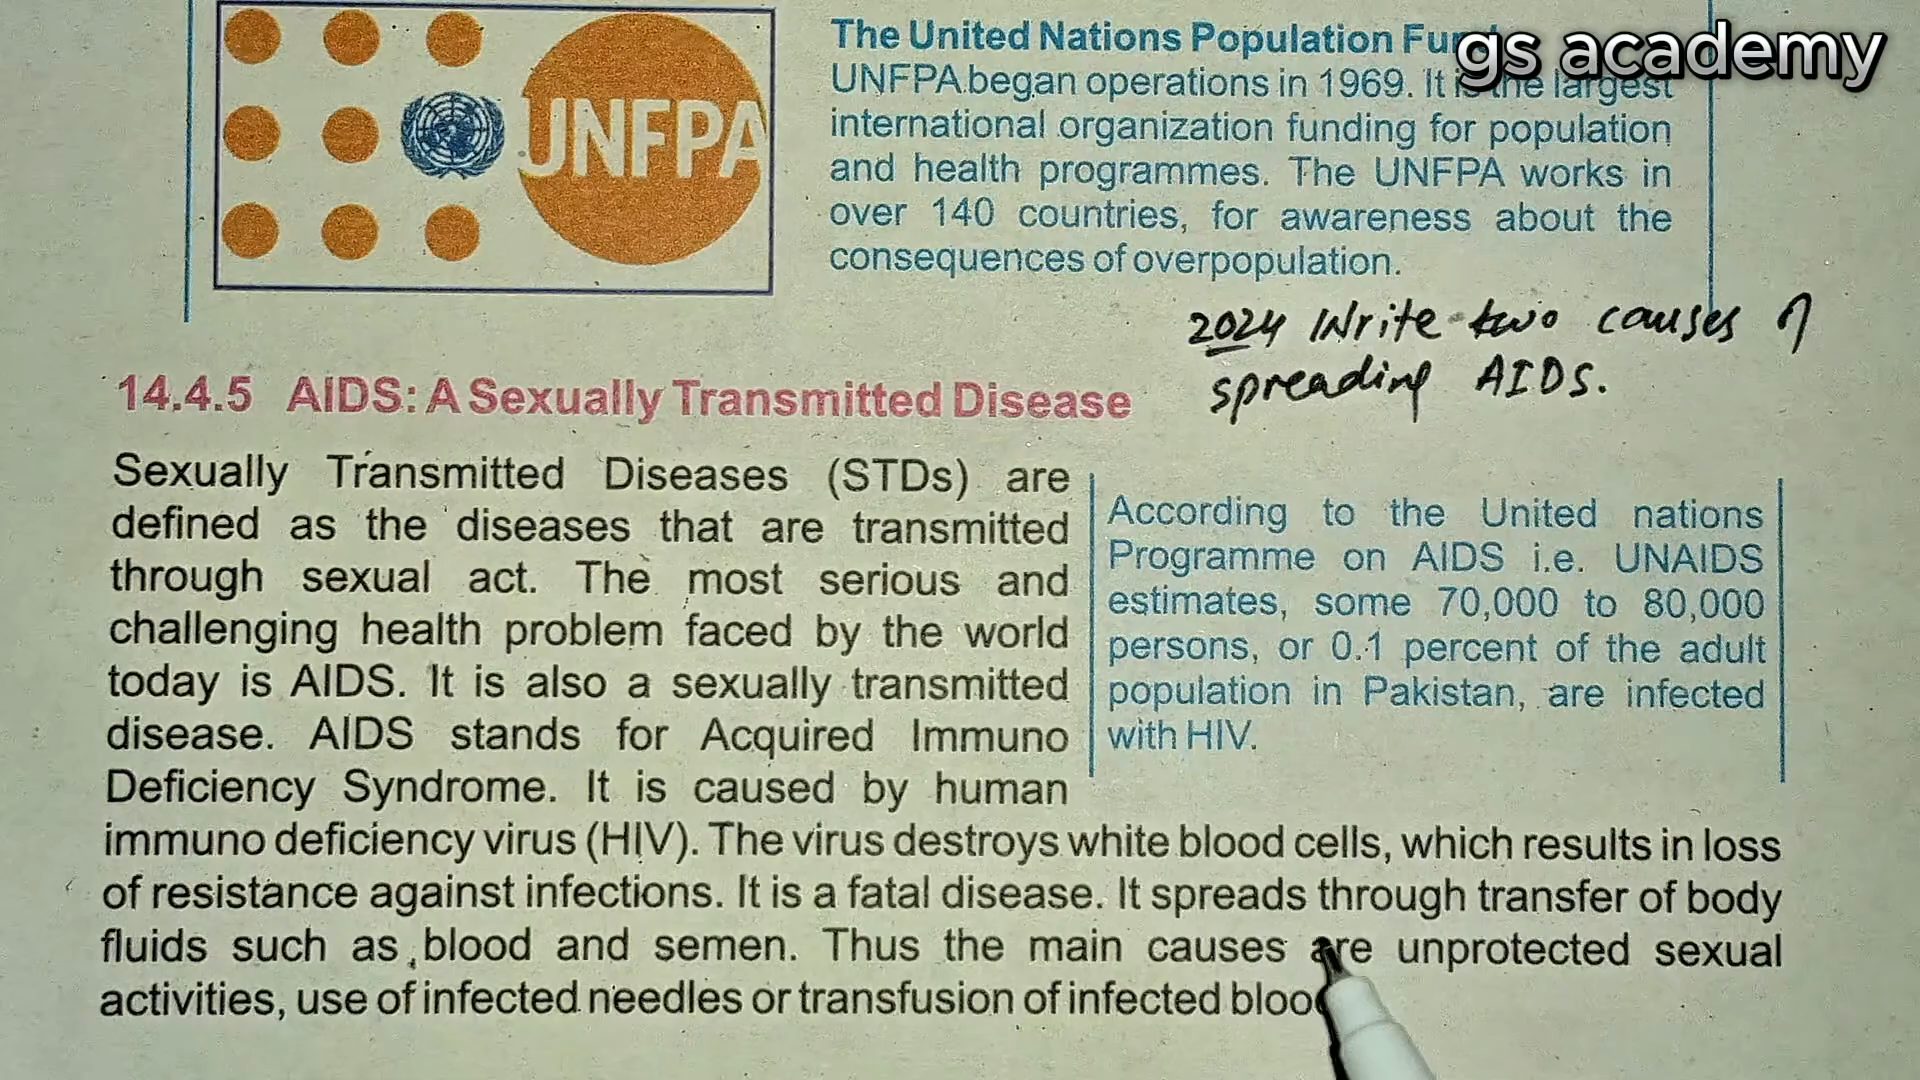 UNFPA
The United Nations Population Fund
gs academy
UNFPA began operations in 1969. It is the largest
international organization funding for population
and health programmes. The UNFPA works in
over 140 countries, for awareness about the
consequences of overpopulation.
2024 Write two causes of
spreading AIDS.
14.4.5 AIDS: A Sexually Transmitted Disease
Sexually Transmitted Diseases (STDs) are
defined as the diseases that are transmitted
through sexual act. The most serious and
challenging health problem faced by the world
today is AIDS. It is also a sexually transmitted
disease. AIDS stands for Acquired Immuno
Deficiency Syndrome. It is caused by human
immuno deficiency virus (HIV). The virus destroys white blood cells, which results in loss
of resistance against infections. It is a fatal disease. It spreads through transfer of body
fluids such as blood and semen. Thus the main causes are unprotected sexual
activities, use of infected needles or transfusion of infected blood
According to the United nations
Programme on AIDS i.e. UNAIDS
estimates, some 70,000 to 80,000
persons, or 0.1 percent of the adult
population in Pakistan, are infected
with HIV.